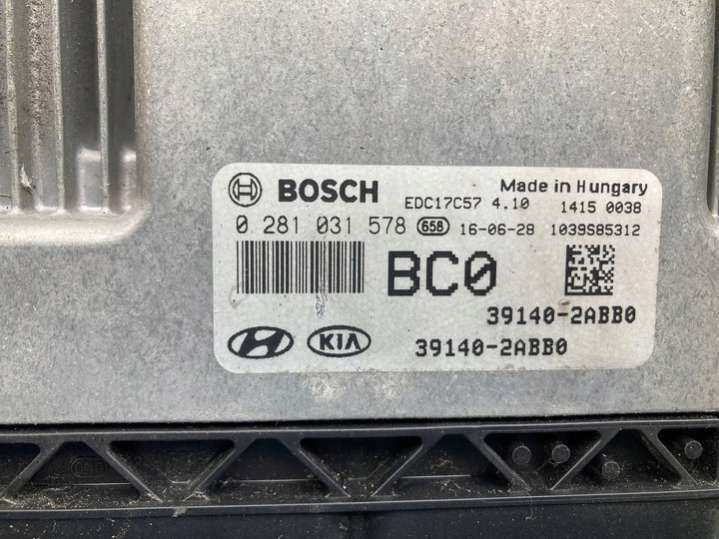 BOSCH EDC17C57 4.10 Made in Hungary
1415 0038
0 281 031 578 658 16-06-28 1039S85312
BC0
39140-2ABB0
KIA 39140-2ABB0